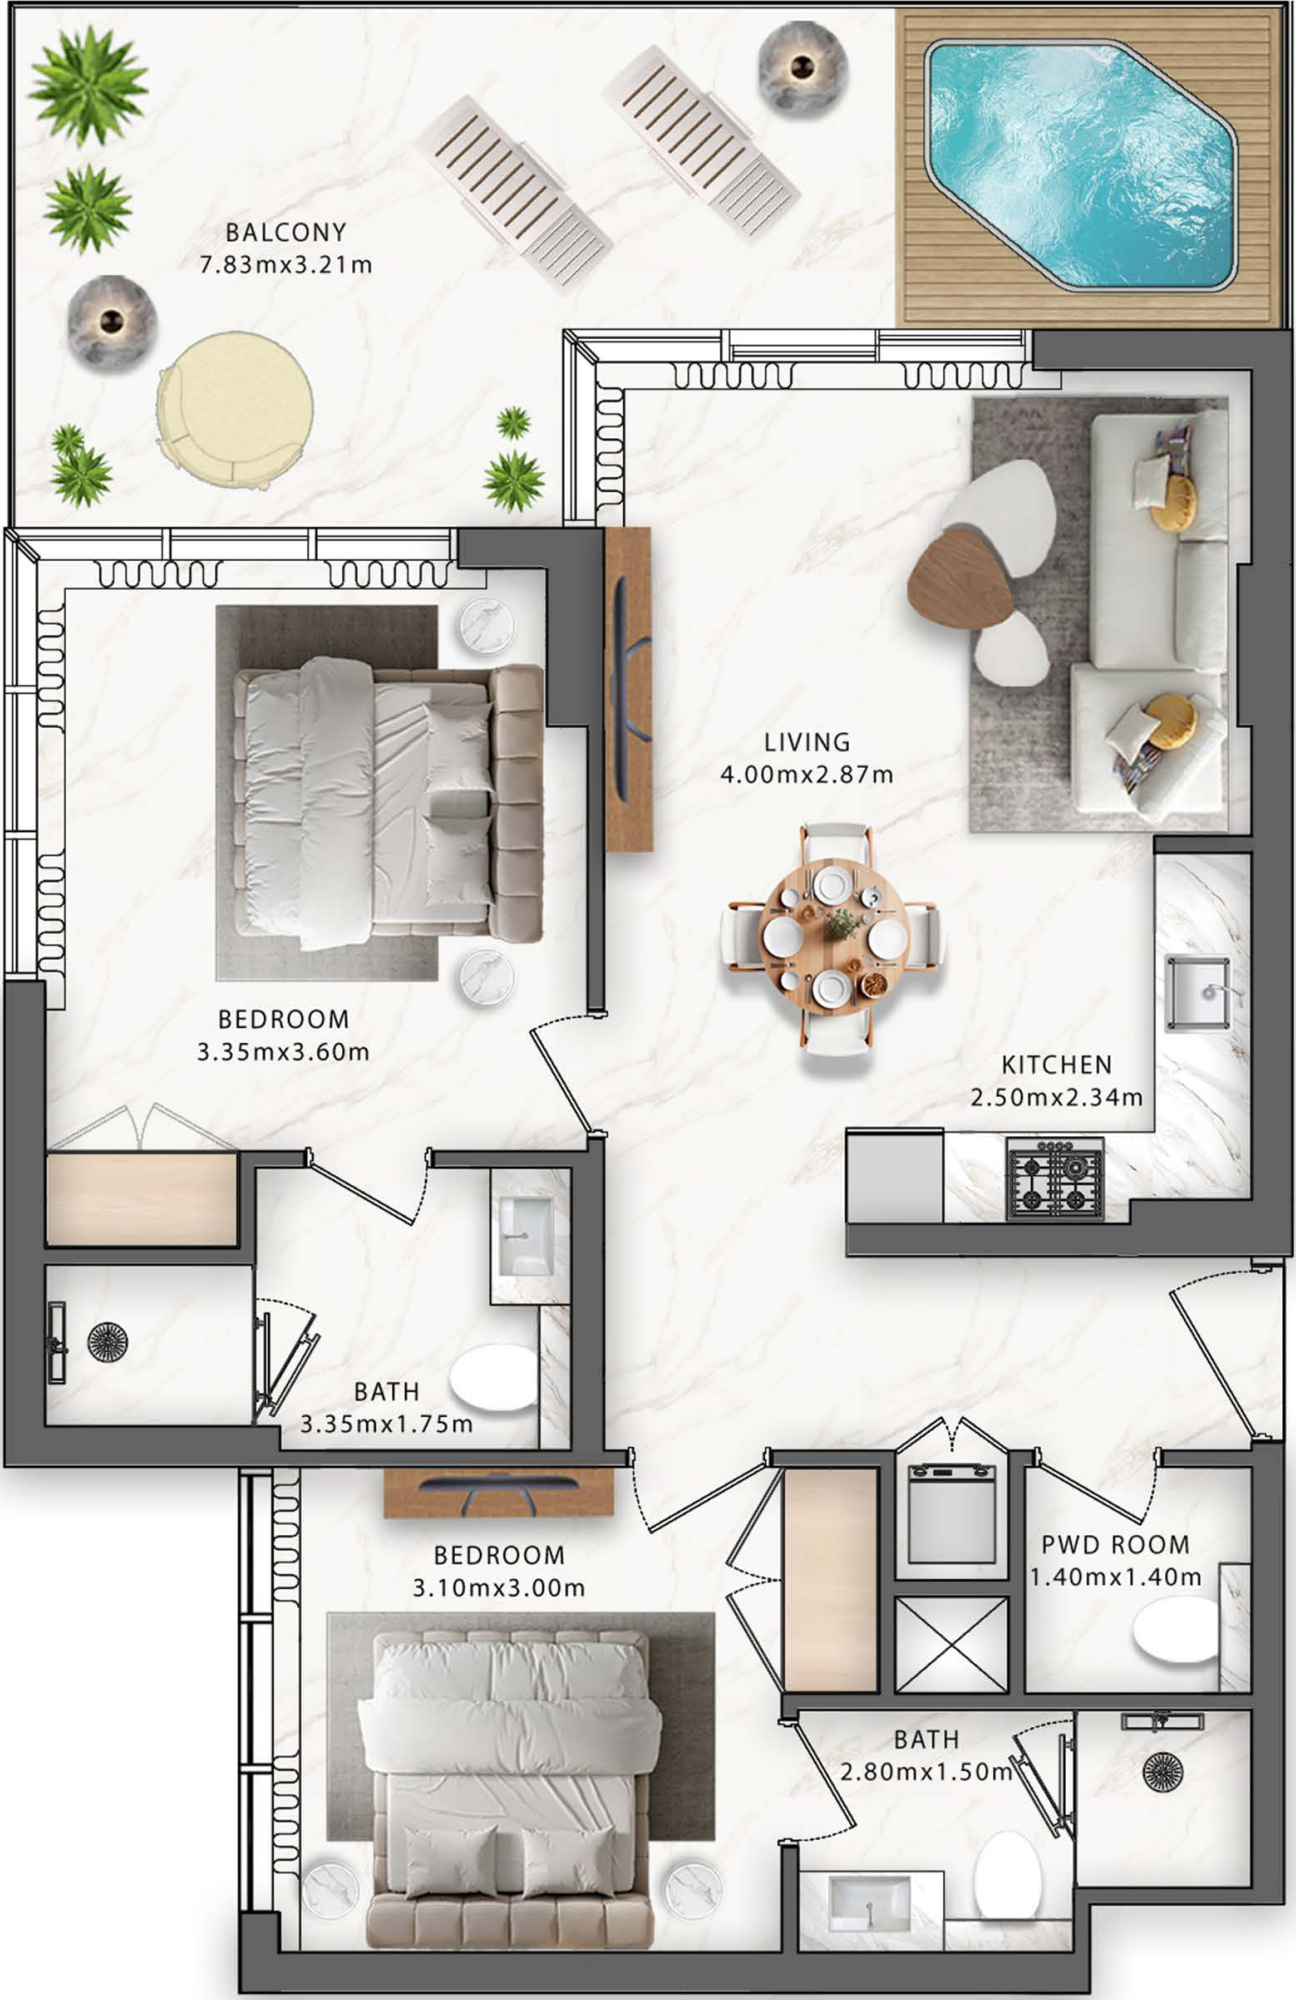 BALCONY
7.83mx3.21m
LIVING
4.00mx2.87m
BEDROOM
3.35mx3.60m
KITCHEN
2.50mx2.34m
BATH
3.35mx1.75m
BEDROOM
3.10mx3.00m
PWD ROOM
1.40mx1.40m
BATH
2.80mx1.50m